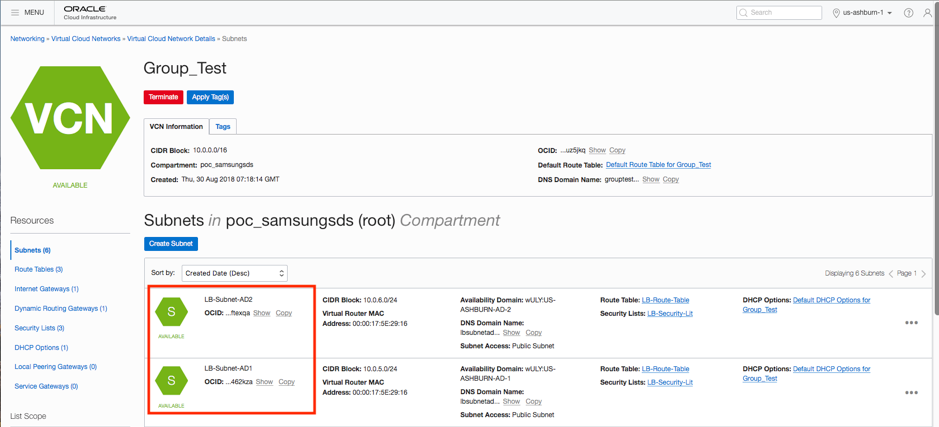 MENU
ORACLE
Cloud Infrastructure
Search
us-ashburn-1
Networking » Virtual Cloud Networks » Virtual Cloud Network Details » Subnets
VCN
AVAILABLE
Group_Test
Terminate
Apply Tag(s)
VCN Information
Tags
CIDR Block: 10.0.0.0/16
Compartment: poc_samsungsds
Created: Thu, 30 Aug 2018 07:18:14 GMT
OCID: ...uz5jkq Show Copy
Default Route Table: Default Route Table for Group_Test
DNS Domain Name: grouptest... Show Copy
Resources
Subnets (6)
Route Tables (3)
Internet Gateways (1)
Dynamic Routing Gateways (1)
Security Lists (3)
DHCP Options (1)
Local Peering Gateways (0)
Service Gateways (0)
List Scope
Subnets in poc_samsungsds (root) Compartment
Create Subnet
Sort by: Created Date (Desc)
Displaying 6 Subnets < Page 1 >
S
AVAILABLE
LB-Subnet-AD2
OCID: ...ftexqa Show Copy
CIDR Block: 10.0.6.0/24
Virtual Router MAC
Address: 00:00:17:5E:29:16
Availability Domain: wULY:US-
ASHBURN-AD-2
DNS Domain Name:
lbsubnetad... Show Copy
Subnet Access: Public Subnet
Route Table: LB-Route-Table
Security Lists: LB-Security-Lit
DHCP Options: Default DHCP Options for
Group_Test
S
AVAILABLE
LB-Subnet-AD1
OCID: ...462kza Show Copy
CIDR Block: 10.0.5.0/24
Virtual Router MAC
Address: 00:00:17:5E:29:16
Availability Domain: wULY:US-
ASHBURN-AD-1
DNS Domain Name:
lbsubnetad... Show Copy
Subnet Access: Public Subnet
Route Table: LB-Route-Table
Security Lists: LB-Security-Lit
DHCP Options: Default DHCP Options for
Group_Test